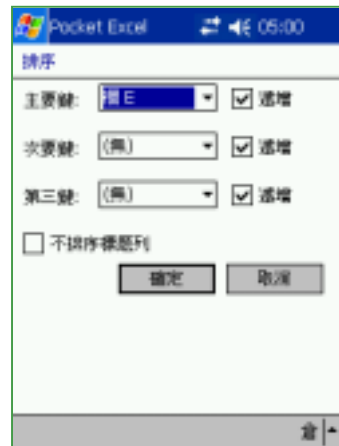 Pocket Excel 05:00
排序
主要鍵: 欄 E 遞增
次要鍵: (無) 遞增
第三鍵: (無) 遞增
不排序標題列
確定 取消
倉